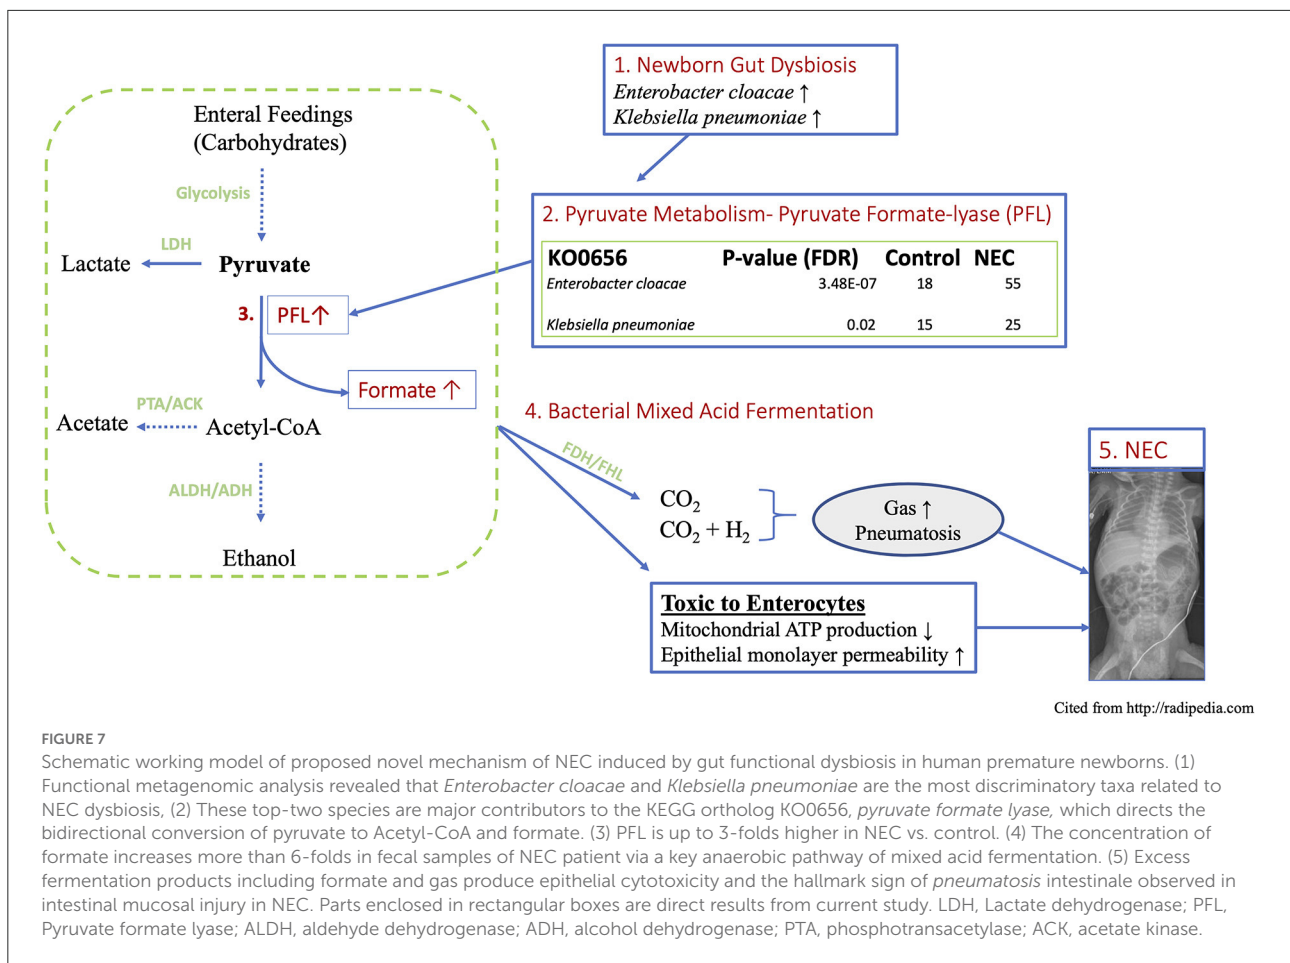 1. Newborn Gut Dysbiosis
Enterobacter cloacae ↑
Klebsiella pneumoniae ↑
Enteral Feedings
(Carbohydrates)
Glycolysis
LDH
Lactate
Pyruvate
3.
PFL↑
Formate ↑
PTA/ACK
Acetate
Acetyl-CoA
ALDH/ADH
Ethanol
2. Pyruvate Metabolism- Pyruvate Formate-lyase (PFL)
KO0656 P-value (FDR) Control NEC
Enterobacter cloacae 3.48E-07 18 55
Klebsiella pneumoniae 0.02 15 25
4. Bacterial Mixed Acid Fermentation
FDH/FHL
CO2
CO2 + H2
Gas ↑
Pneumatosis
Toxic to Enterocytes
Mitochondrial ATP production ↓
Epithelial monolayer permeability ↑
5. NEC
Cited from http://radipedia.com
FIGURE 7
Schematic working model of proposed novel mechanism of NEC induced by gut functional dysbiosis in human premature newborns. (1)
Functional metagenomic analysis revealed that Enterobacter cloacae and Klebsiella pneumoniae are the most discriminatory taxa related to
NEC dysbiosis, (2) These top-two species are major contributors to the KEGG ortholog KO0656, pyruvate formate lyase, which directs the
bidirectional conversion of pyruvate to Acetyl-CoA and formate. (3) PFL is up to 3-folds higher in NEC vs. control. (4) The concentration of
formate increases more than 6-folds in fecal samples of NEC patient via a key anaerobic pathway of mixed acid fermentation. (5) Excess
fermentation products including formate and gas produce epithelial cytotoxicity and the hallmark sign of pneumatosis intestinale observed in
intestinal mucosal injury in NEC. Parts enclosed in rectangular boxes are direct results from current study. LDH, Lactate dehydrogenase; PFL,
Pyruvate formate lyase; ALDH, aldehyde dehydrogenase; ADH, alcohol dehydrogenase; PTA, phosphotransacetylase; ACK, acetate kinase.